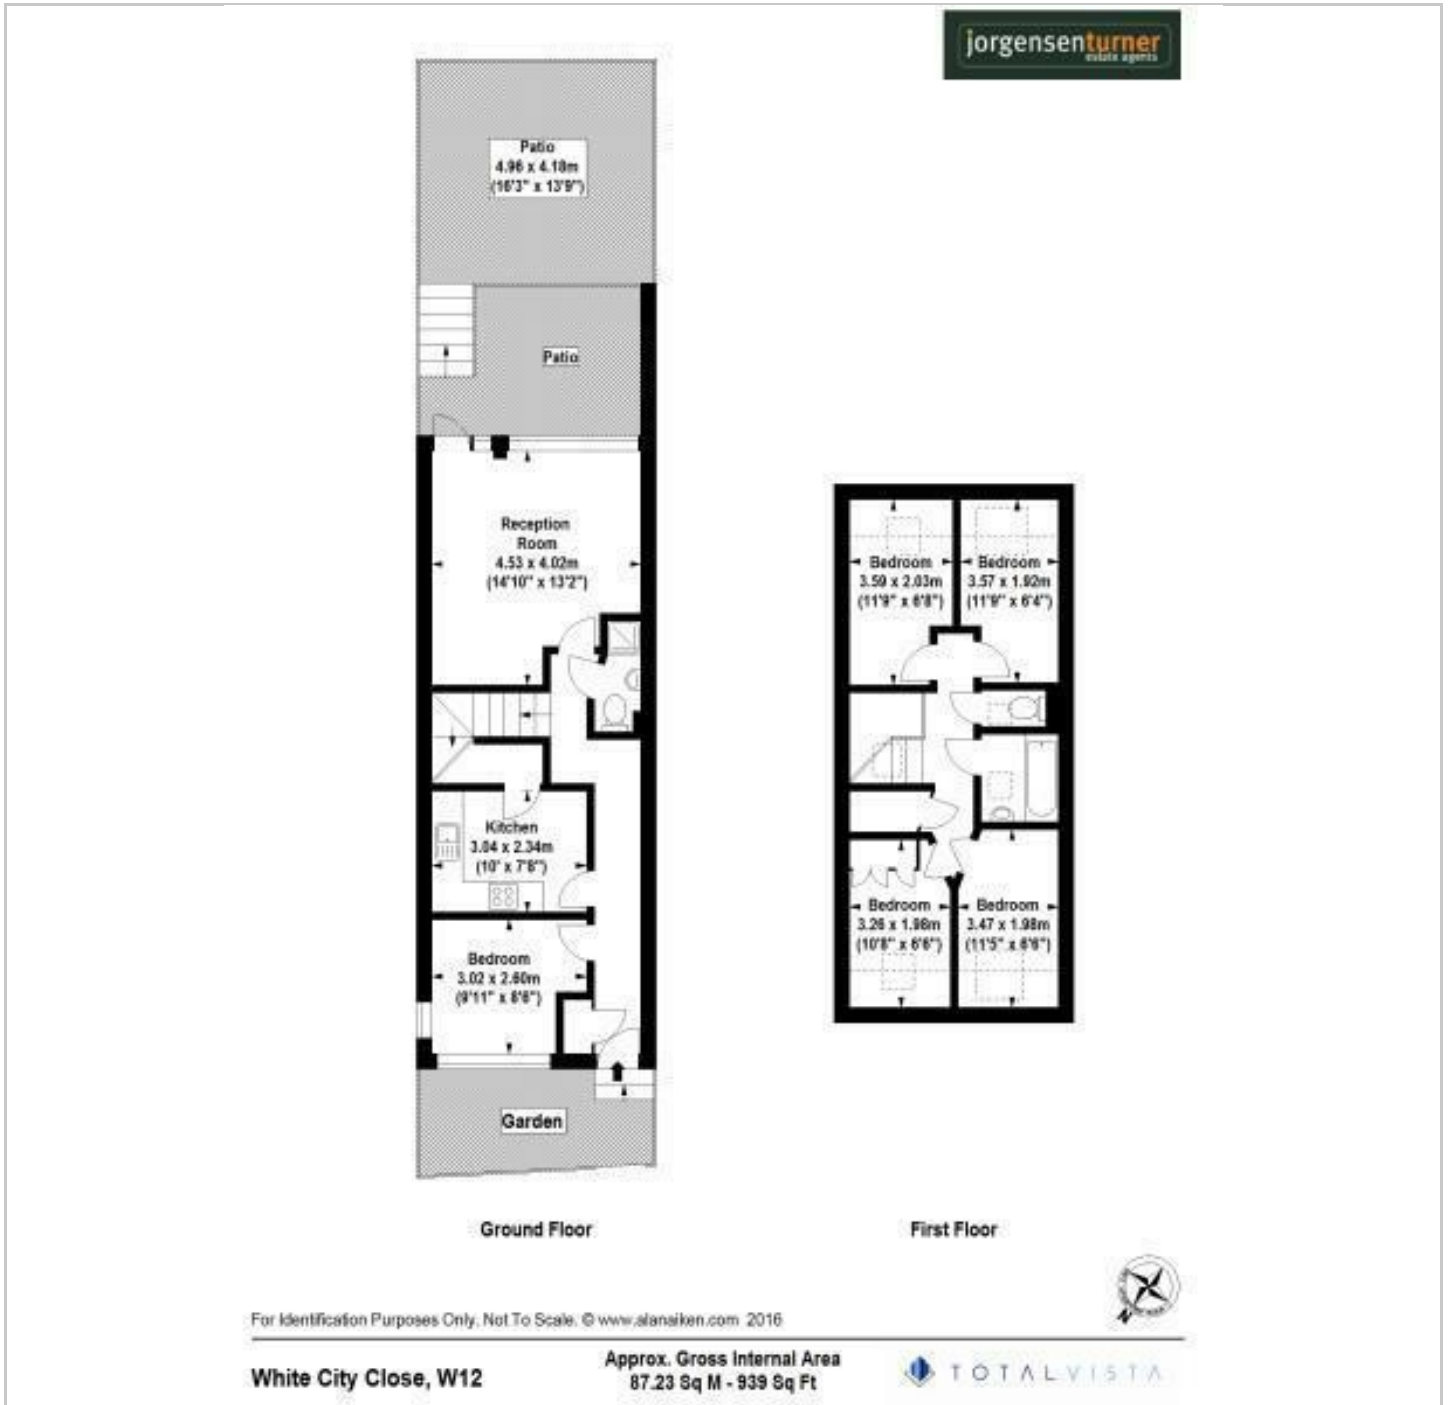 jorgensenturner
estate agents
Patio
4.96 x 4.18m
(16'3" x 13'9")
Patio
Reception
Room
4.53 x 4.02m
(14'10" x 13'2")
Kitchen
3.04 x 2.34m
(10' x 7'8")
Bedroom
3.02 x 2.60m
(9'11" x 8'6")
Garden
Ground Floor
Bedroom
3.59 x 2.03m
(11'9" x 6'8")
Bedroom
3.57 x 1.92m
(11'9" x 6'4")
Bedroom
3.26 x 1.98m
(10'8" x 6'6")
Bedroom
3.47 x 1.98m
(11'5" x 6'6")
First Floor
N
For Identification Purposes Only. Not To Scale. © www.alanaiken.com 2016
White City Close, W12
Approx. Gross Internal Area
87.23 Sq M - 939 Sq Ft
TOTALVISTA